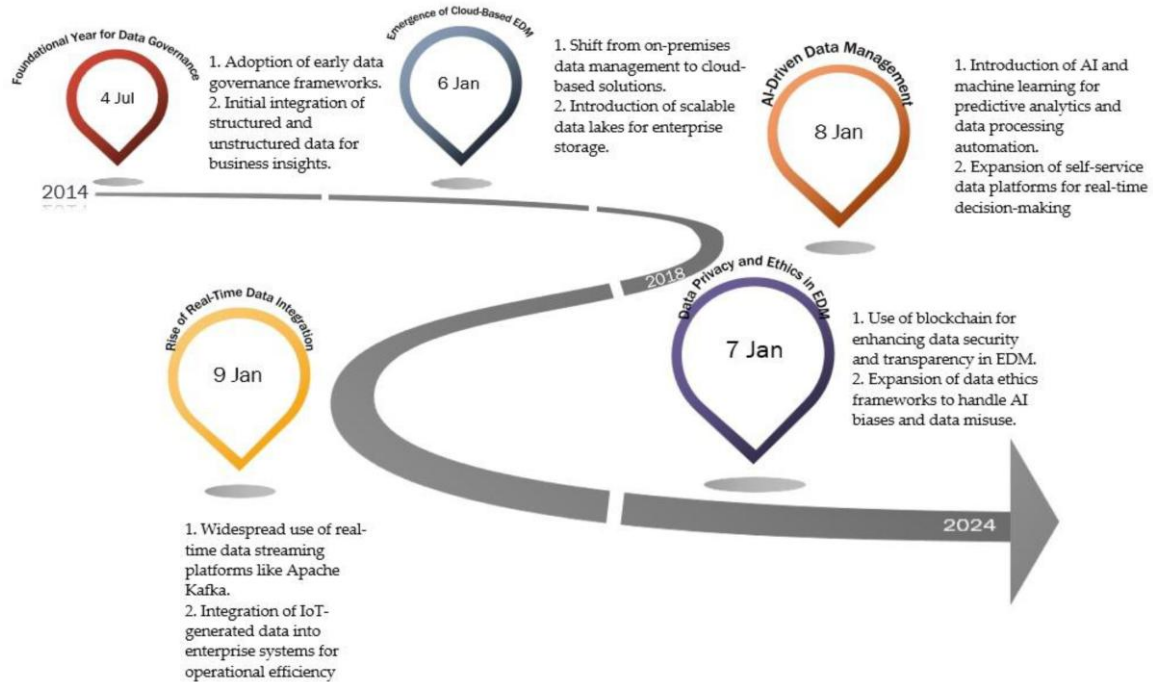 Foundational Year for Data Governance
4 Jul
1. Adoption of early data
governance frameworks.
2. Initial integration of
structured and
unstructured data for
business insights.
Emergence of Cloud-Based EDM
6 Jan
1. Shift from on-premises
data management to cloud-
based solutions.
2. Introduction of scalable
data lakes for enterprise
storage.
AI-Driven Data Management
8 Jan
1. Introduction of AI and
machine learning for
predictive analytics and
data processing
automation.
2. Expansion of self-service
data platforms for real-time
decision-making
2014
2018
Rise of Real-Time Data Integration
9 Jan
1. Widespread use of real-
time data streaming
platforms like Apache
Kafka.
2. Integration of IoT-
generated data into
enterprise systems for
operational efficiency
Data Privacy and Ethics in EDM
7 Jan
1. Use of blockchain for
enhancing data security
and transparency in EDM.
2. Expansion of data ethics
frameworks to handle AI
biases and data misuse.
2024